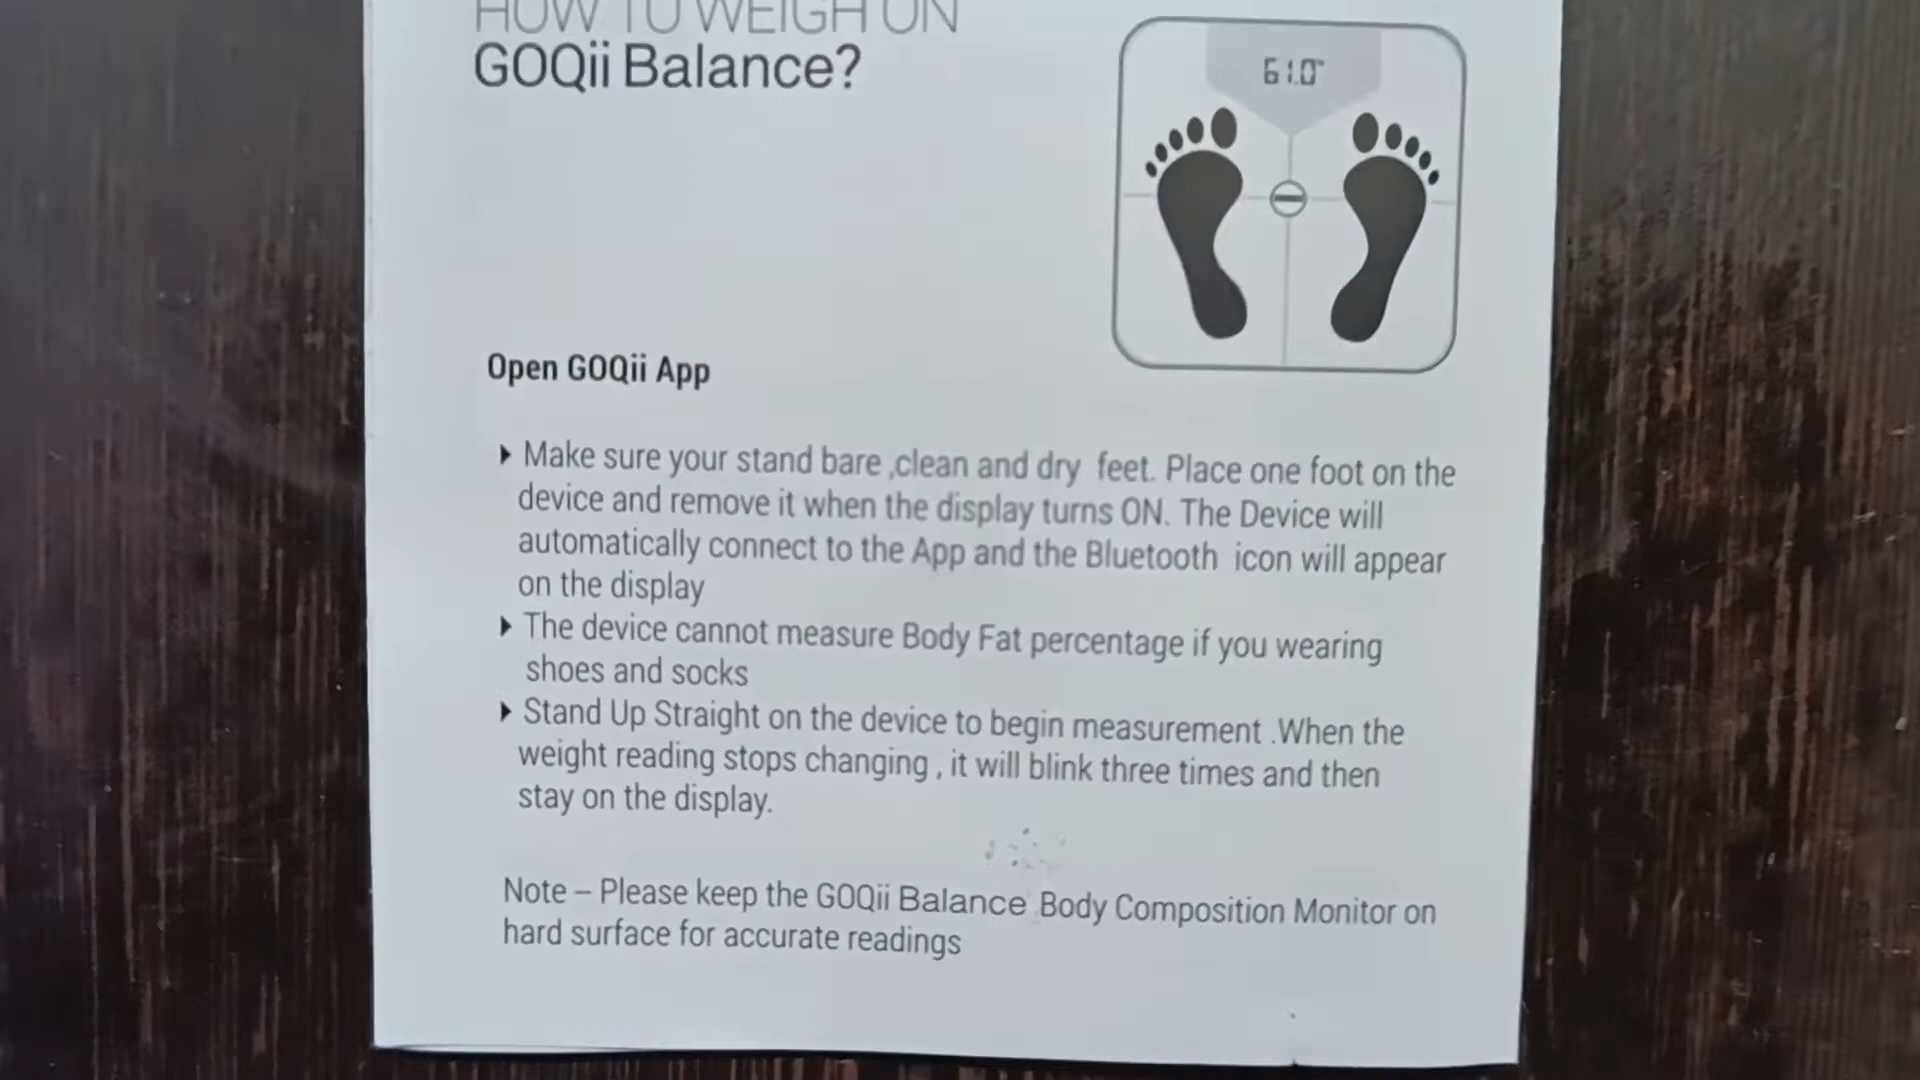 HOW TO WEIGH ON
GOQii Balance?
61.0
Open GOQii App
Make sure your stand bare ,clean and dry feet. Place one foot on the
device and remove it when the display turns ON. The Device will
automatically connect to the App and the Bluetooth icon will appear
on the display
The device cannot measure Body Fat percentage if you wearing
shoes and socks
Stand Up Straight on the device to begin measurement .When the
weight reading stops changing , it will blink three times and then
stay on the display.
Note – Please keep the GOQii Balance Body Composition Monitor on
hard surface for accurate readings